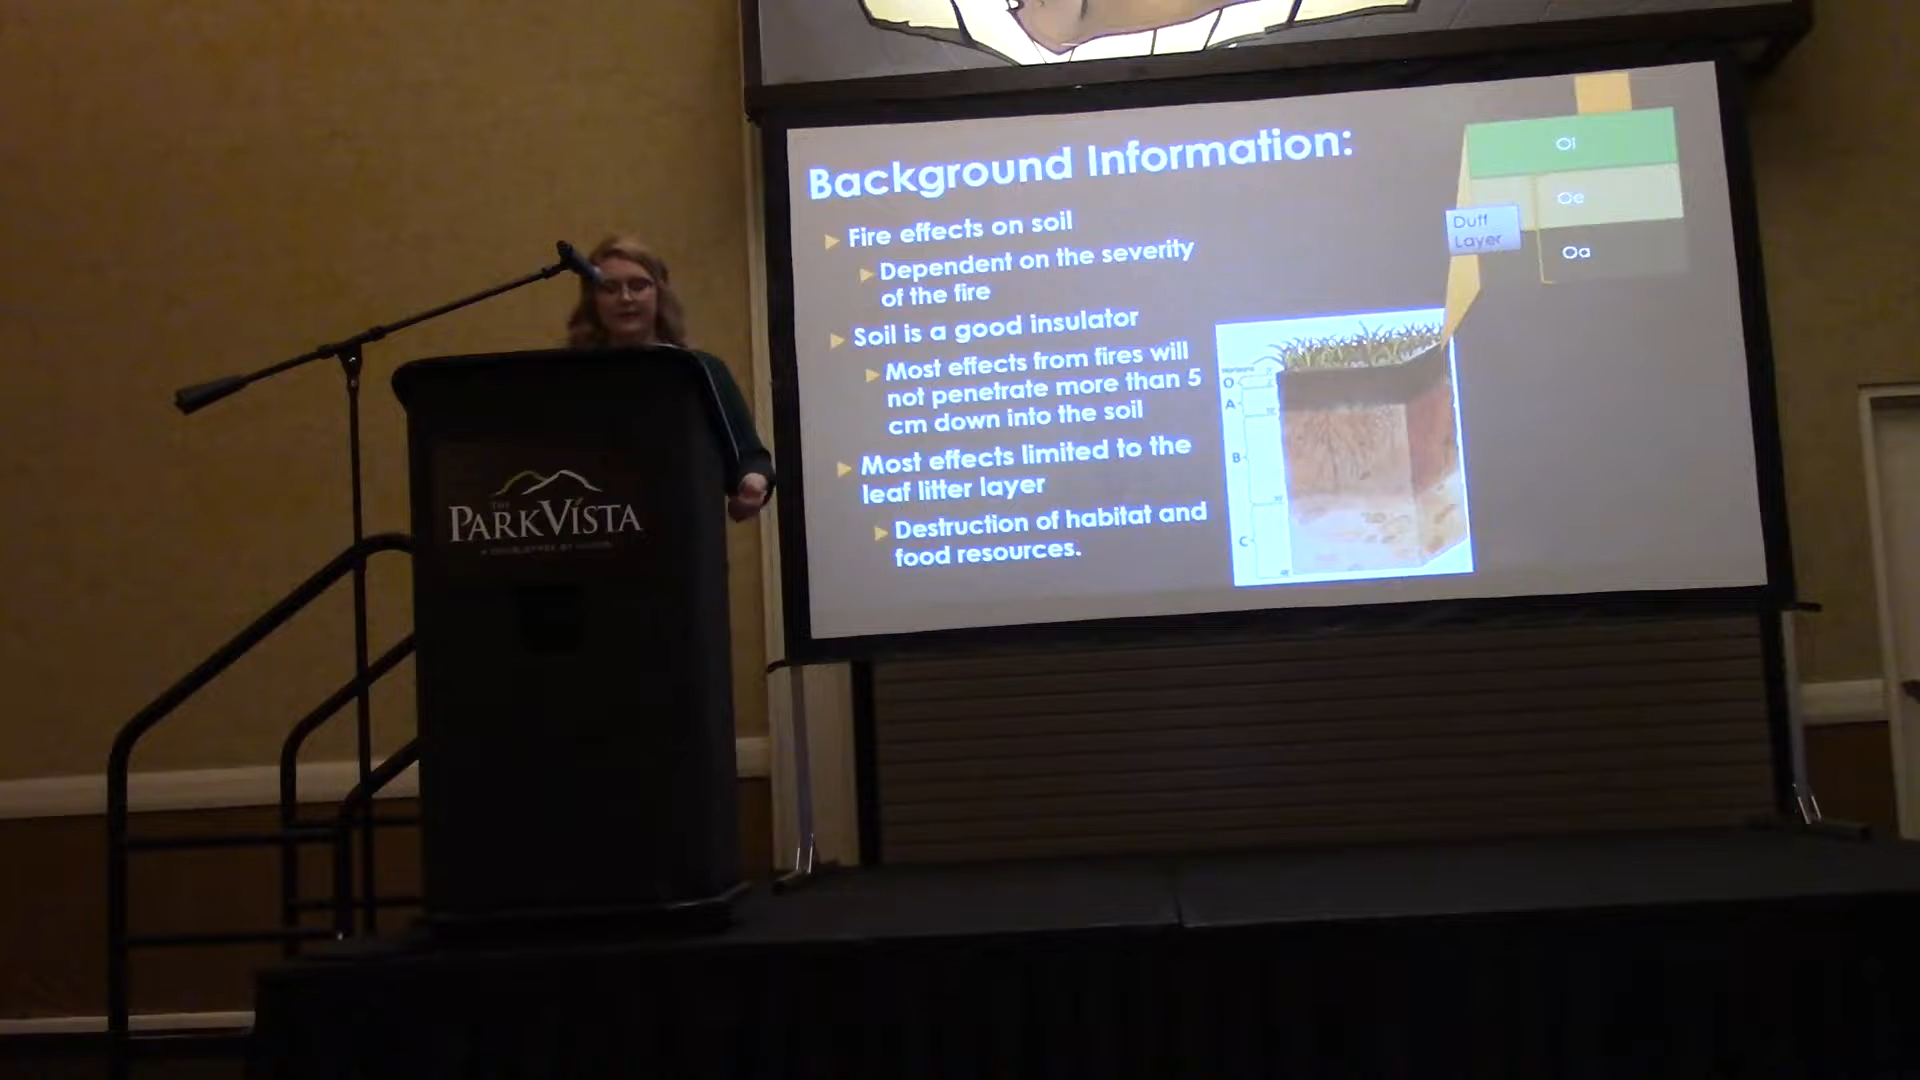 Background Information:
Fire effects on soil
Dependent on the severity
of the fire
Soil is a good insulator
Most effects from fires will
not penetrate more than 5
cm down into the soil
Most effects limited to the
leaf litter layer
Destruction of habitat and
food resources.
Oi
Oe
Oa
Duff
Layer
Horizons
O
A
B
C
THE
PARKVISTA